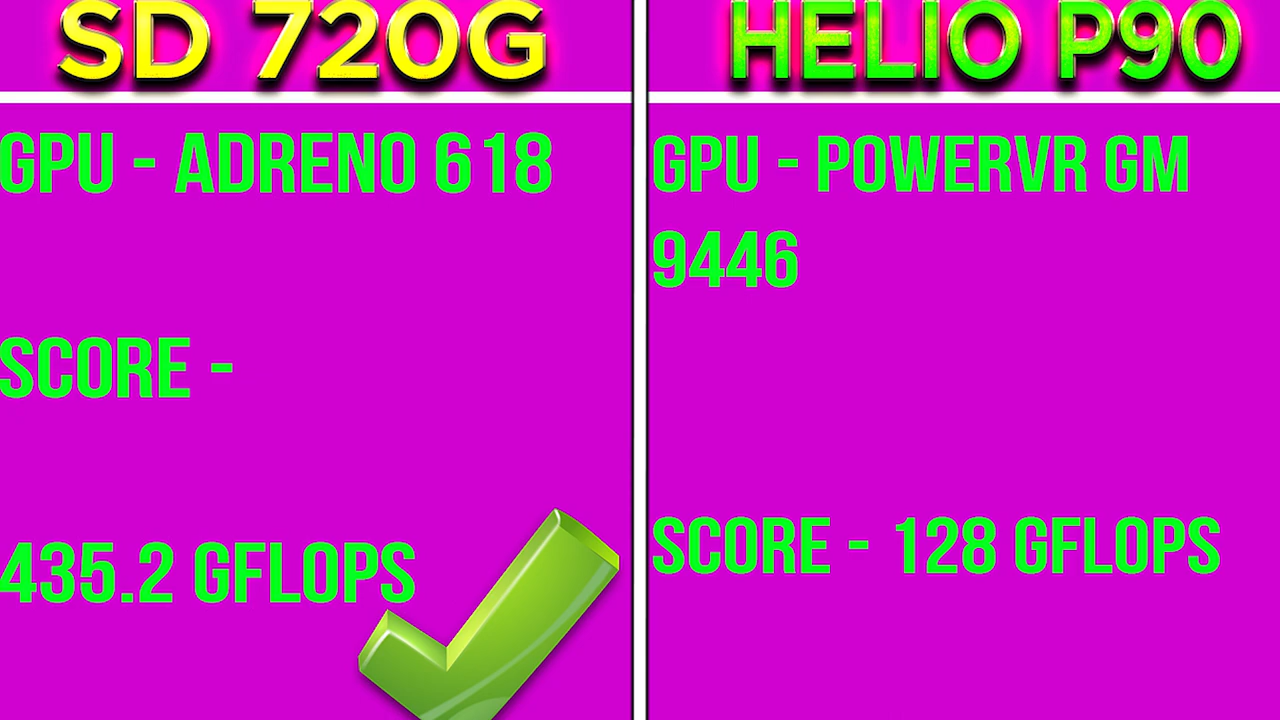 SD 720G
GPU - ADRENO 618
SCORE -
435.2 GFLOPS
HELIO P90
GPU - POWERVR GM
9446
SCORE - 128 GFLOPS